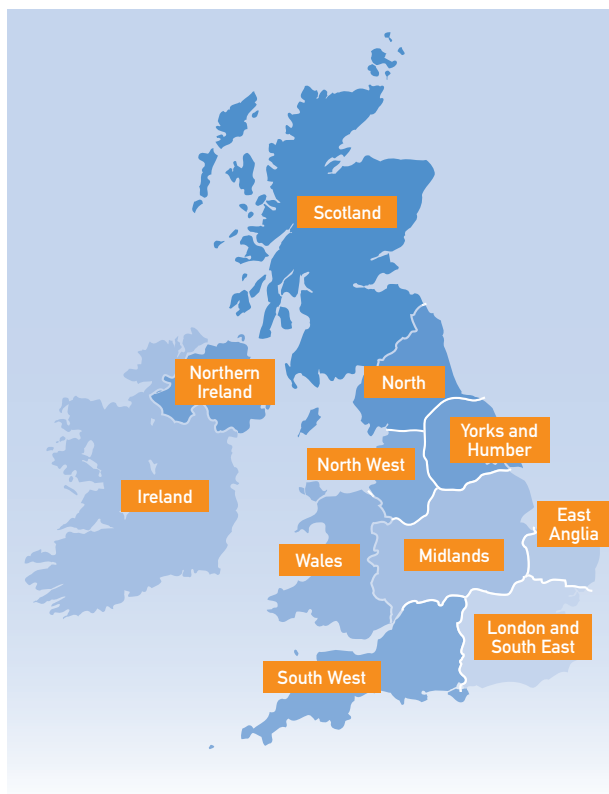 Scotland
Northern
Ireland
North
Yorks and
Humber
North West
Ireland
East
Anglia
Wales
Midlands
London and
South East
South West